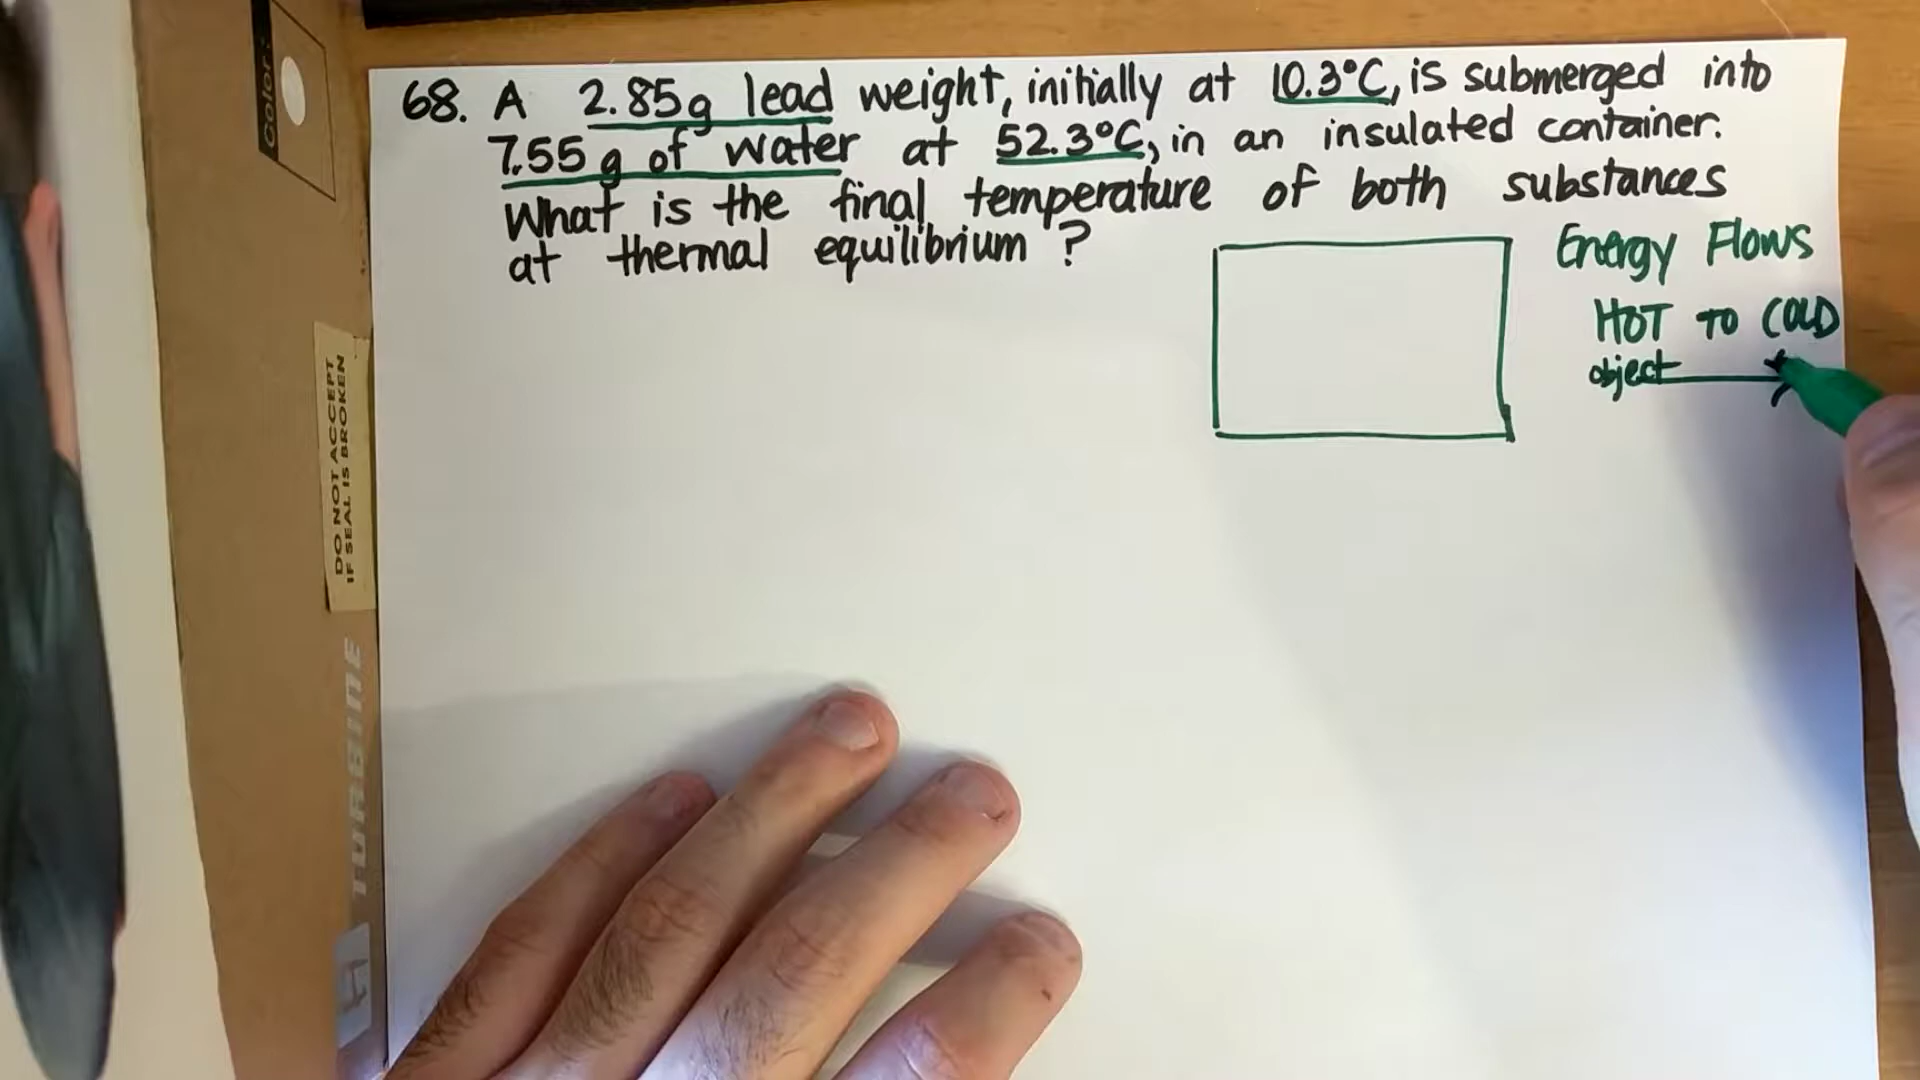 68. A 2.85g lead weight, initially at 10.3°C, is submerged into
7.55 g of water at 52.3°C, in an insulated container.
What is the final temperature of both substances
at thermal equilibrium ?
Energy Flows
HOT TO COLD
object
Color
DO NOT ACCEPT
IF SEAL IS BROKEN
TURBINE